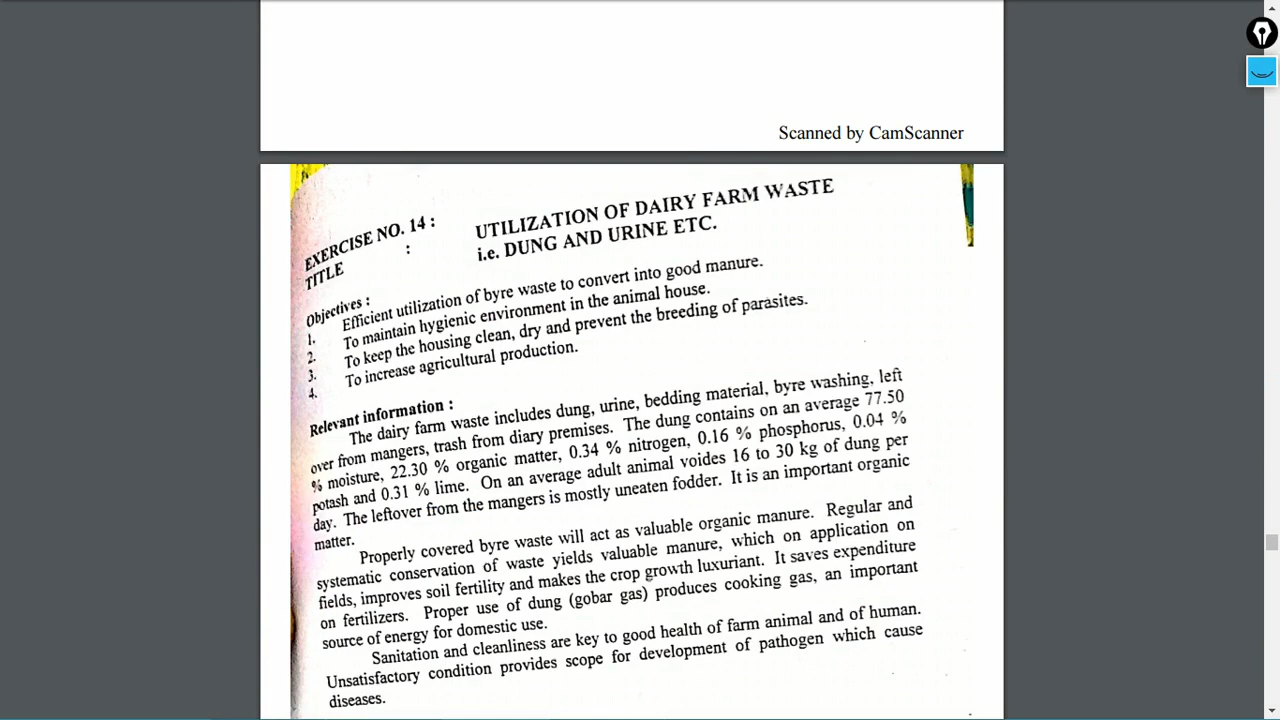 Scanned by CamScanner
EXERCISE NO. 14 :
TITLE :
UTILIZATION OF DAIRY FARM WASTE
i.e. DUNG AND URINE ETC.
Objectives :
1. Efficient utilization of byre waste to convert into good manure.
2. To maintain hygienic environment in the animal house.
3. To keep the housing clean, dry and prevent the breeding of parasites.
4. To increase agricultural production.
Relevant information :
The dairy farm waste includes dung, urine, bedding material, byre washing, left
over from mangers, trash from diary premises. The dung contains on an average 77.50
% moisture, 22.30 % organic matter, 0.34 % nitrogen, 0.16 % phosphorus, 0.04 %
potash and 0.31 % lime. On an average adult animal voides 16 to 30 kg of dung per
day. The leftover from the mangers is mostly uneaten fodder. It is an important organic
matter.
Properly covered byre waste will act as valuable organic manure. Regular and
systematic conservation of waste yields valuable manure, which on application on
fields, improves soil fertility and makes the crop growth luxuriant. It saves expenditure
on fertilizers. Proper use of dung (gobar gas) produces cooking gas, an important
source of energy for domestic use.
Sanitation and cleanliness are key to good health of farm animal and of human.
Unsatisfactory condition provides scope for development of pathogen which cause
diseases.